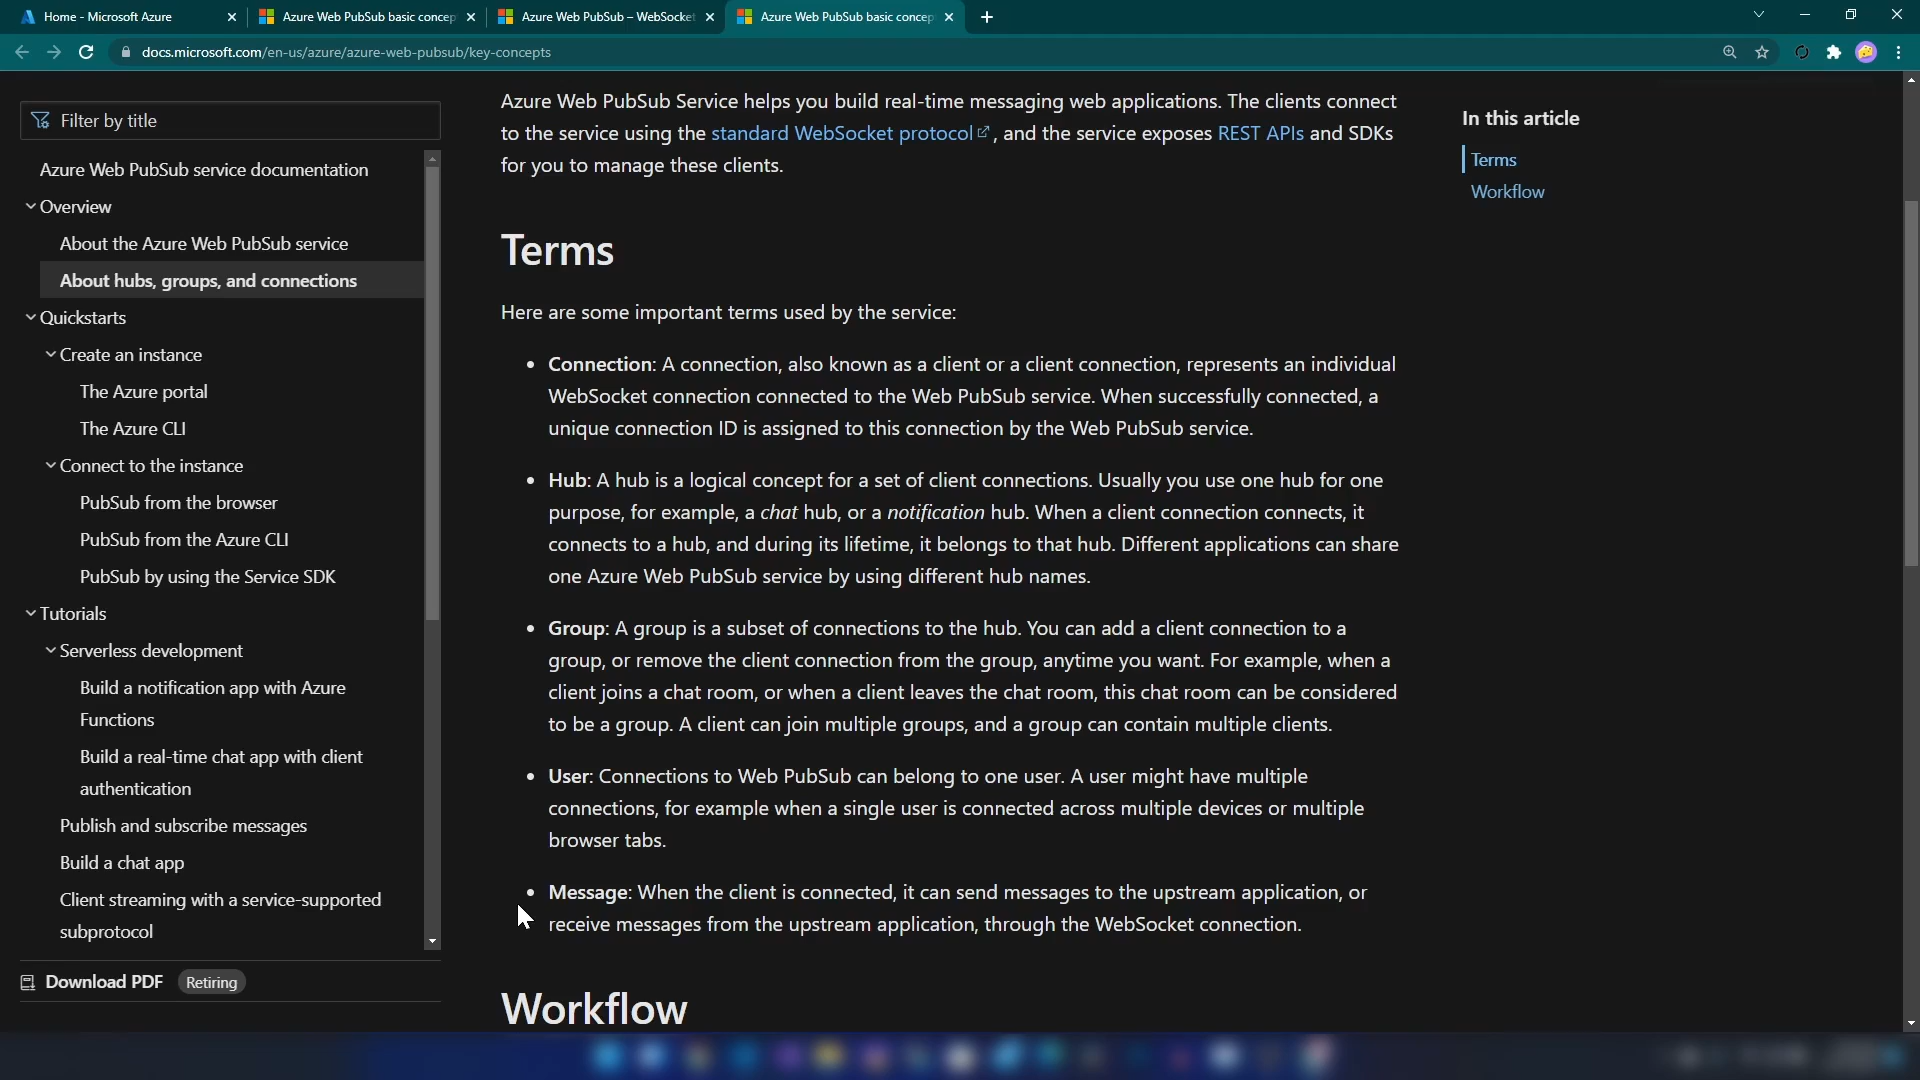 Home - Microsoft Azure
Azure Web PubSub basic concep
Azure Web PubSub – WebSocket
Azure Web PubSub basic concep
docs.microsoft.com/en-us/azure/azure-web-pubsub/key-concepts
Filter by title
Azure Web PubSub service documentation
Overview
About the Azure Web PubSub service
About hubs, groups, and connections
Quickstarts
Create an instance
The Azure portal
The Azure CLI
Connect to the instance
PubSub from the browser
PubSub from the Azure CLI
PubSub by using the Service SDK
Tutorials
Serverless development
Build a notification app with Azure
Functions
Build a real-time chat app with client
authentication
Publish and subscribe messages
Build a chat app
Client streaming with a service-supported
subprotocol
Download PDF Retiring
Azure Web PubSub Service helps you build real-time messaging web applications. The clients connect
to the service using the standard WebSocket protocol, and the service exposes REST APIs and SDKs
for you to manage these clients.
Terms
Here are some important terms used by the service:
• Connection: A connection, also known as a client or a client connection, represents an individual
WebSocket connection connected to the Web PubSub service. When successfully connected, a
unique connection ID is assigned to this connection by the Web PubSub service.
• Hub: A hub is a logical concept for a set of client connections. Usually you use one hub for one
purpose, for example, a chat hub, or a notification hub. When a client connection connects, it
connects to a hub, and during its lifetime, it belongs to that hub. Different applications can share
one Azure Web PubSub service by using different hub names.
• Group: A group is a subset of connections to the hub. You can add a client connection to a
group, or remove the client connection from the group, anytime you want. For example, when a
client joins a chat room, or when a client leaves the chat room, this chat room can be considered
to be a group. A client can join multiple groups, and a group can contain multiple clients.
• User: Connections to Web PubSub can belong to one user. A user might have multiple
connections, for example when a single user is connected across multiple devices or multiple
browser tabs.
• Message: When the client is connected, it can send messages to the upstream application, or
receive messages from the upstream application, through the WebSocket connection.
Workflow
In this article
Terms
Workflow